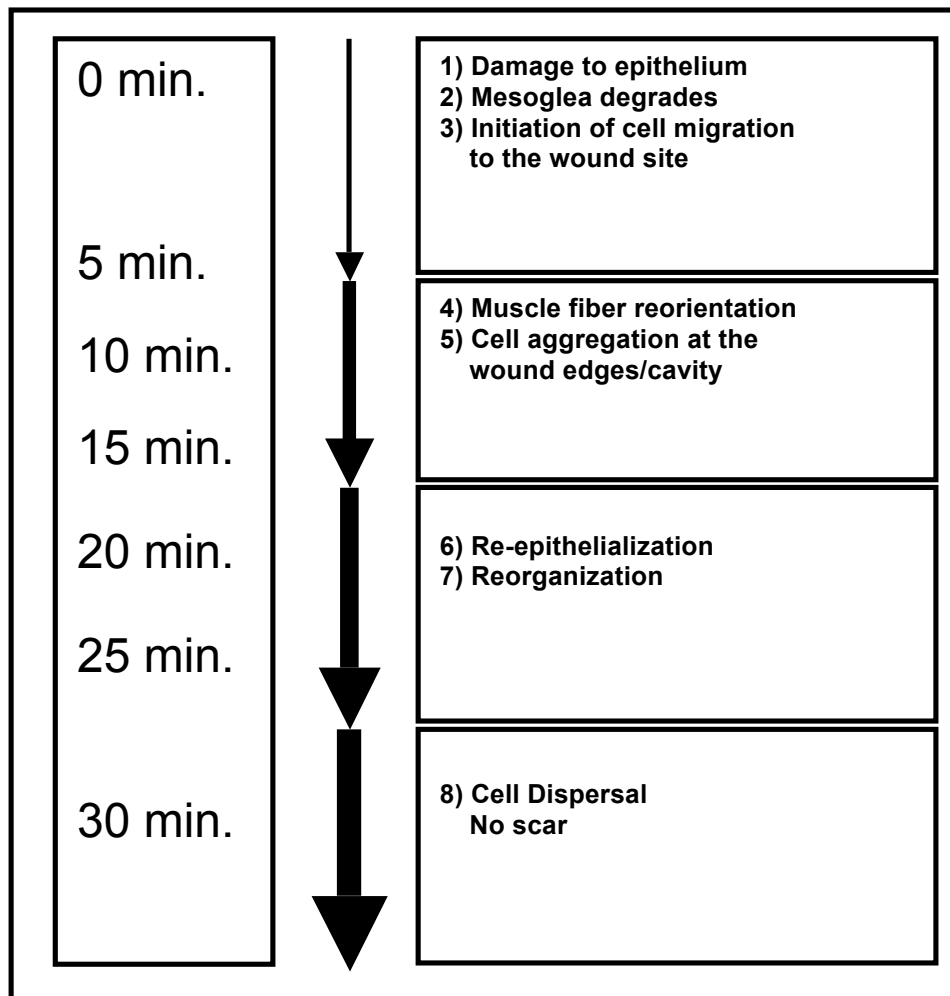 0 min.
5 min.
10 min.
15 min.
20 min.
25 min.
30 min.
1) Damage to epithelium
2) Mesoglea degrades
3) Initiation of cell migration
to the wound site
4) Muscle fiber reorientation
5) Cell aggregation at the
wound edges/cavity
6) Re-epithelialization
7) Reorganization
8) Cell Dispersal
No scar